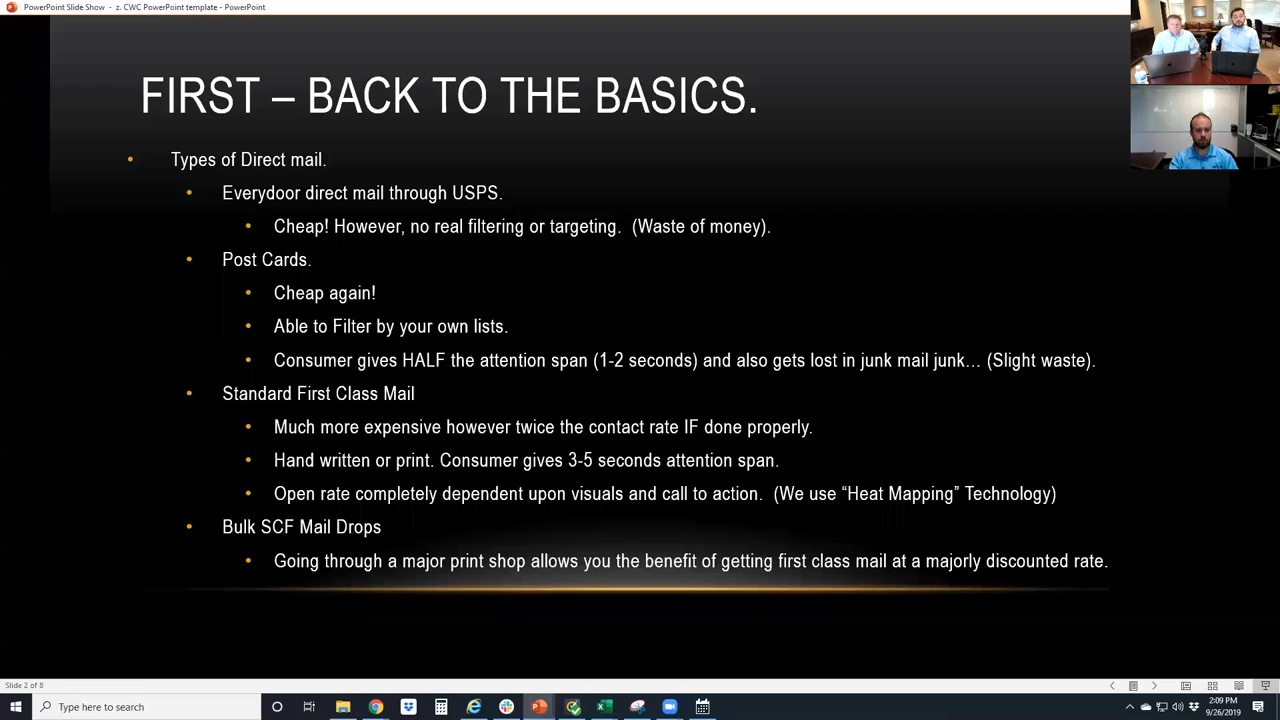 PowerPoint Slide Show - z. CWC PowerPoint template - PowerPoint
FIRST – BACK TO THE BASICS.
• Types of Direct mail.
• Everydoor direct mail through USPS.
• Cheap! However, no real filtering or targeting. (Waste of money).
• Post Cards.
• Cheap again!
• Able to Filter by your own lists.
• Consumer gives HALF the attention span (1-2 seconds) and also gets lost in junk mail junk… (Slight waste).
• Standard First Class Mail
• Much more expensive however twice the contact rate IF done properly.
• Hand written or print. Consumer gives 3-5 seconds attention span.
• Open rate completely dependent upon visuals and call to action. (We use “Heat Mapping” Technology)
• Bulk SCF Mail Drops
• Going through a major print shop allows you the benefit of getting first class mail at a majorly discounted rate.
Slide 2 of 8
Type here to search
2:09 PM
9/26/2019